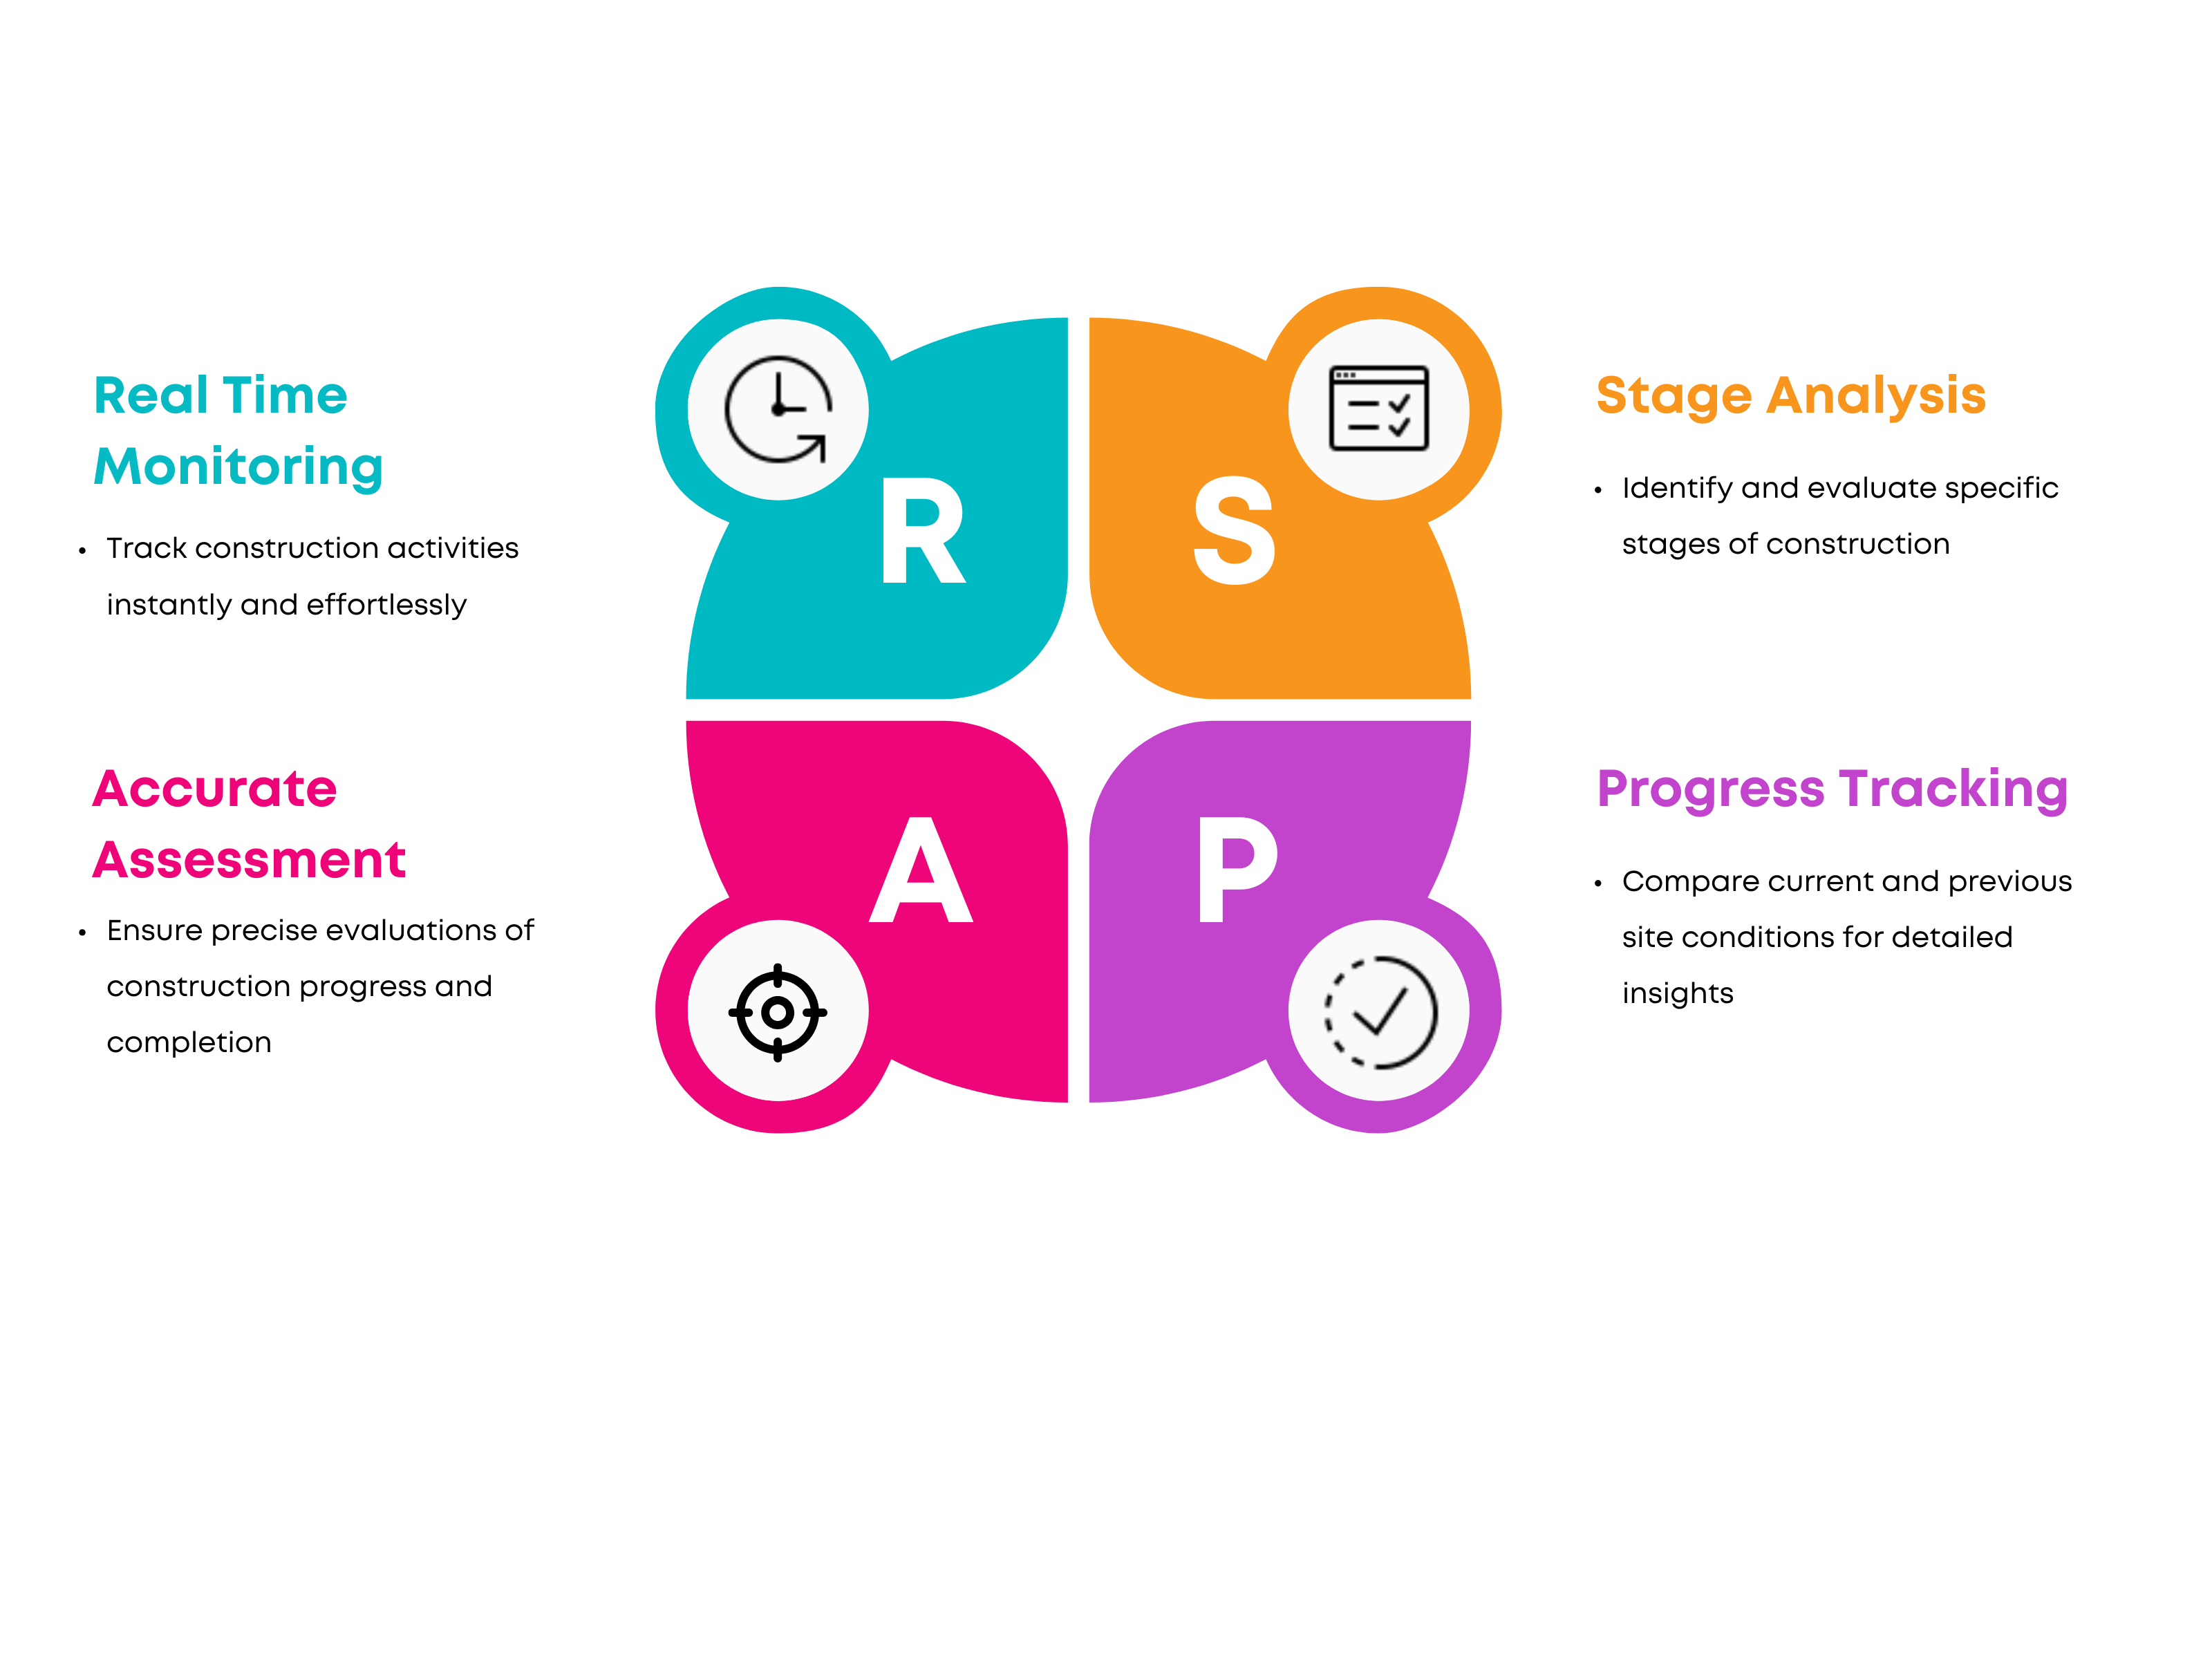 Real Time
Monitoring
• Track construction activities
instantly and effortlessly
R
S
Stage Analysis
• Identify and evaluate specific
stages of construction
Accurate
Assessment
• Ensure precise evaluations of
construction progress and
completion
A
P
Progress Tracking
• Compare current and previous
site conditions for detailed
insights